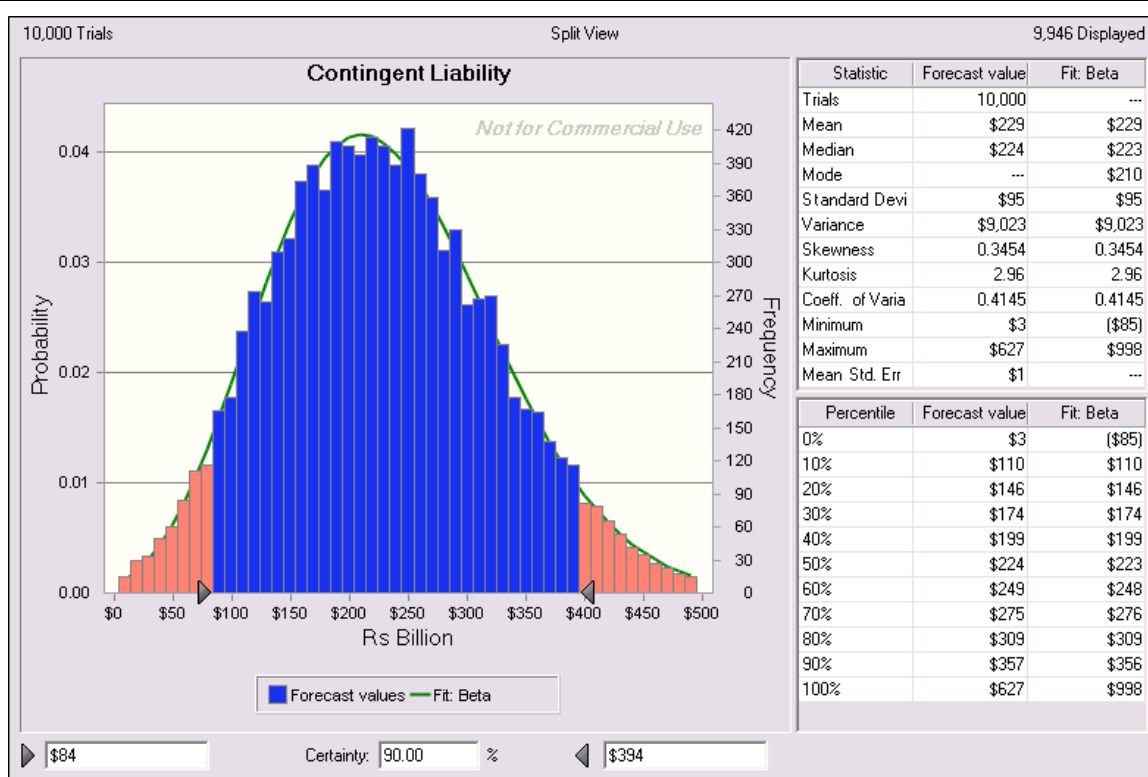 10,000 Trials Split View 9,946 Displayed
Contingent Liability
Not for Commercial Use
Probability
0.04
0.03
0.02
0.01
0.00
420
390
360
330
300
270
240
210
180
150
120
90
60
30
0
Frequency
$0 $50 $100 $150 $200 $250 $300 $350 $400 $450 $500
Rs Billion
Forecast values Fit: Beta
$84 Certainty: 90.00 % $394
Statistic Forecast value Fit: Beta
Trials 10,000 ---
Mean $229 $229
Median $224 $223
Mode --- $210
Standard Devi $95 $95
Variance $9,023 $9,023
Skewness 0.3454 0.3454
Kurtosis 2.96 2.96
Coeff. of Varia 0.4145 0.4145
Minimum $3 ($85)
Maximum $627 $998
Mean Std. Err $1 ---
Percentile Forecast value Fit: Beta
0% $3 ($85)
10% $110 $110
20% $146 $146
30% $174 $174
40% $199 $199
50% $224 $223
60% $249 $248
70% $275 $276
80% $309 $309
90% $357 $356
100% $627 $998